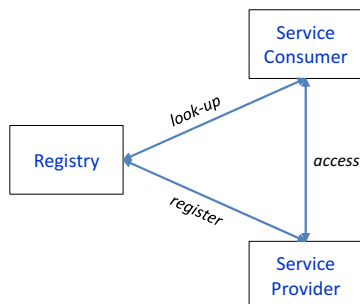 Service
Consumer
look-up
Registry
access
register
Service
Provider